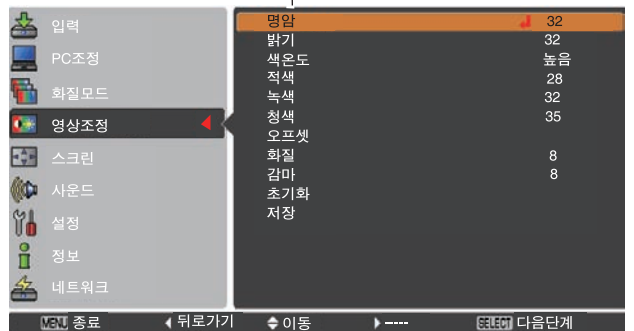 입력
PC조정
화질모드
영상조정
스크린
사운드
설정
정보
네트워크
명암 32
밝기 32
색온도 높음
적색 28
녹색 32
청색 35
오프셋
화질 8
감마 8
초기화
저장
MENU 종료 뒤로가기 이동 ---- SELECT 다음단계